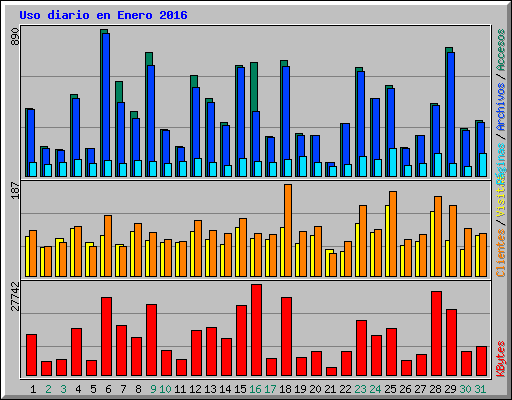 Uso diario en Enero 2016
890
187
27742
Accesos / Archivos / Páginas
visitas / Clientes
KBytes
1 2 3 4 5 6 7 8 9 10 11 12 13 14 15 16 17 18 19 20 21 22 23 24 25 26 27 28 29 30 31